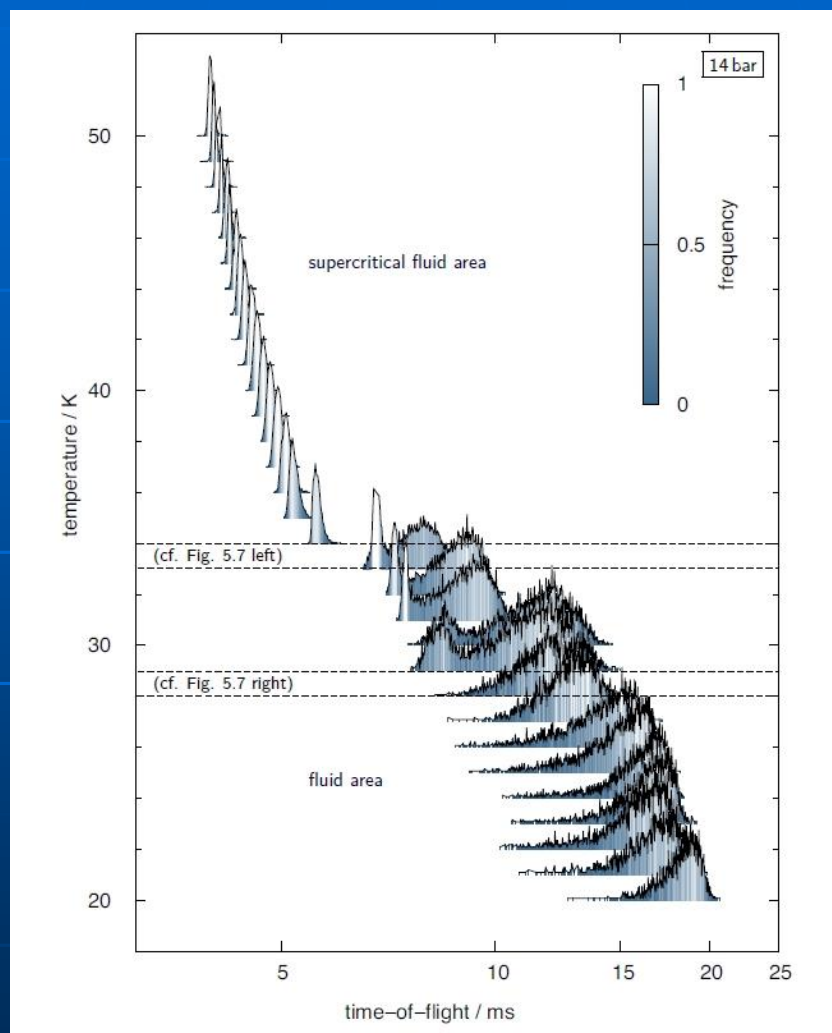 14 bar
1
50
0.5
frequency
supercritical fluid area
40
0
temperature / K
(cf. Fig. 5.7 left)
30
(cf. Fig. 5.7 right)
fluid area
20
5
10
15
20
25
time–of–flight / ms